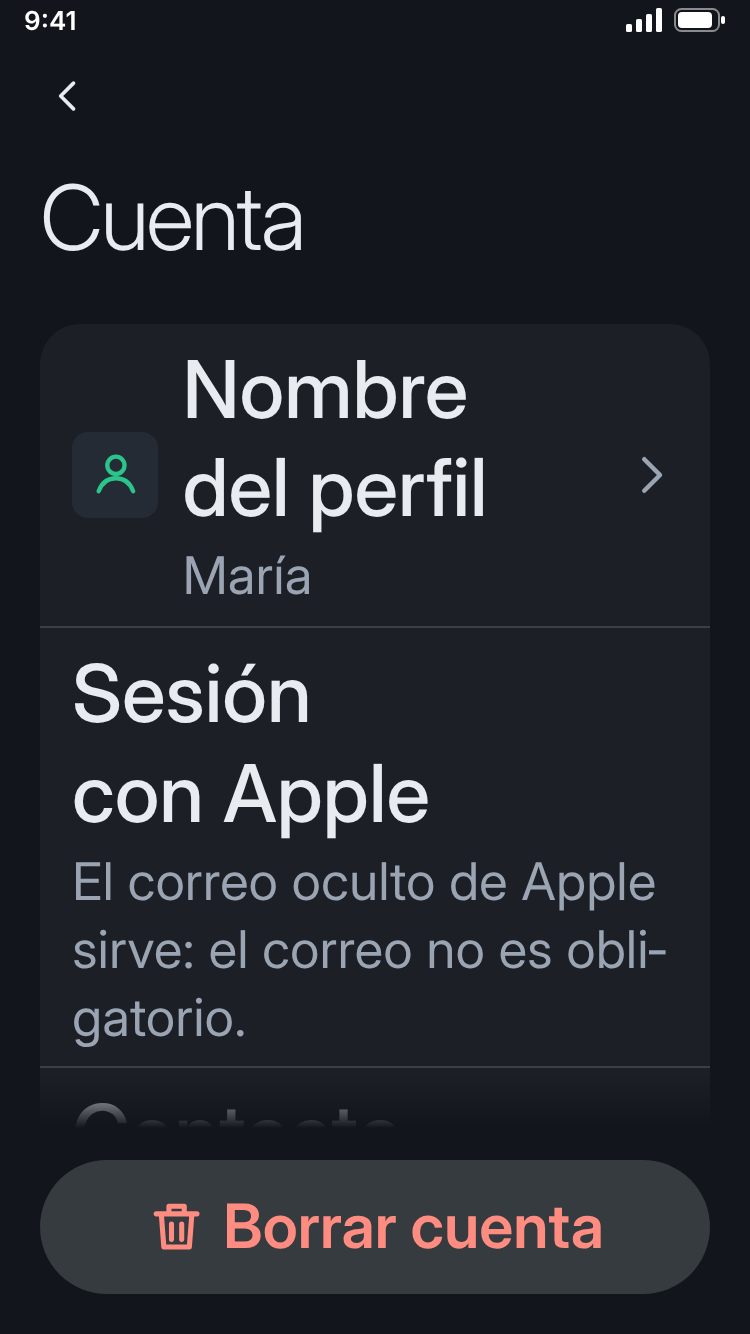 9:41
Cuenta
Nombre
del perfil
María
Sesión
con Apple
El correo oculto de Apple
sirve: el correo no es obli-
gatorio.
Borrar cuenta